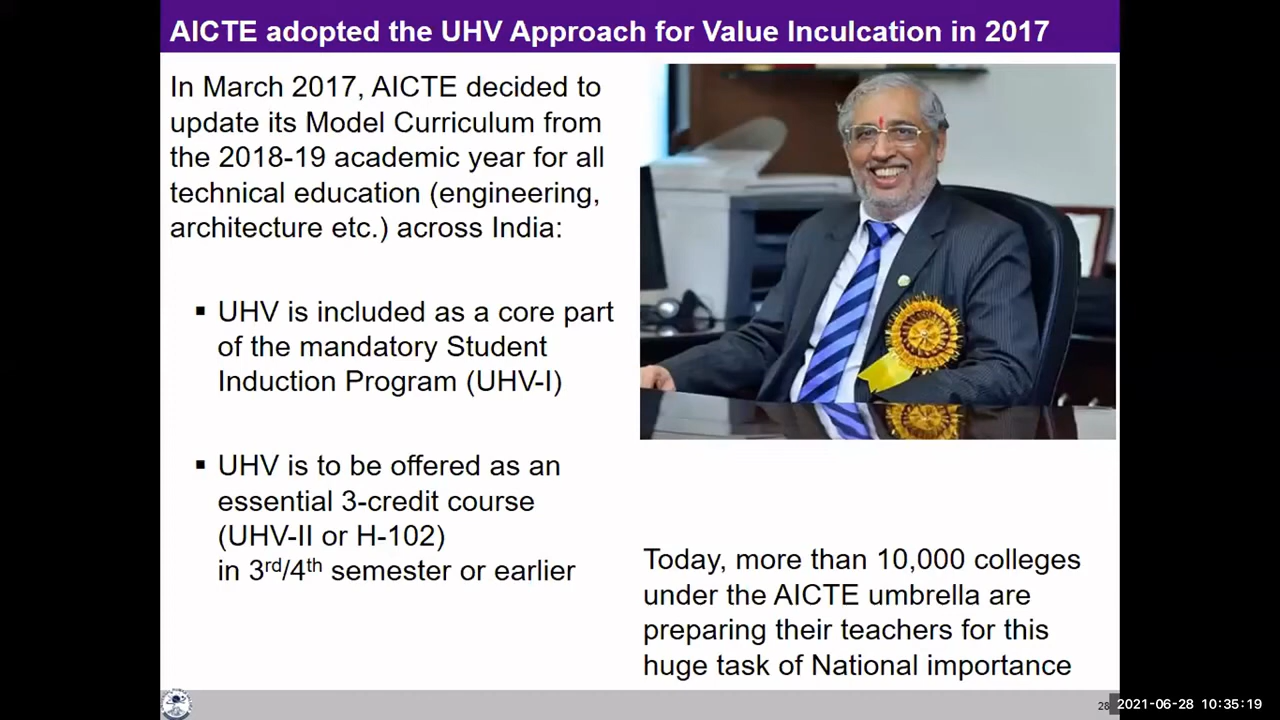 AICTE adopted the UHV Approach for Value Inculcation in 2017
In March 2017, AICTE decided to
update its Model Curriculum from
the 2018-19 academic year for all
technical education (engineering,
architecture etc.) across India:
▪ UHV is included as a core part
of the mandatory Student
Induction Program (UHV-I)
▪ UHV is to be offered as an
essential 3-credit course
(UHV-II or H-102)
in 3rd/4th semester or earlier
Today, more than 10,000 colleges
under the AICTE umbrella are
preparing their teachers for this
huge task of National importance
28
2021-06-28 10:35:19